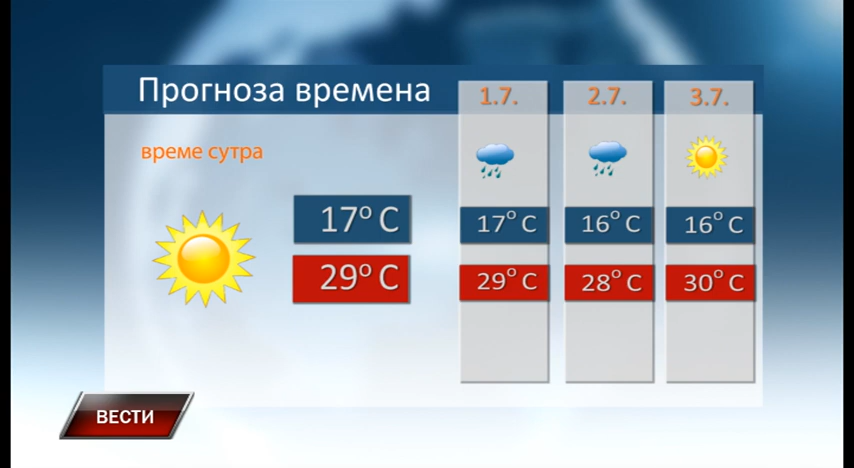 Прогноза времена
време сутра
17° C
29° C
1.7. 2.7. 3.7.
17° C 16° C 16° C
29° C 28° C 30° C
ВЕСТИ